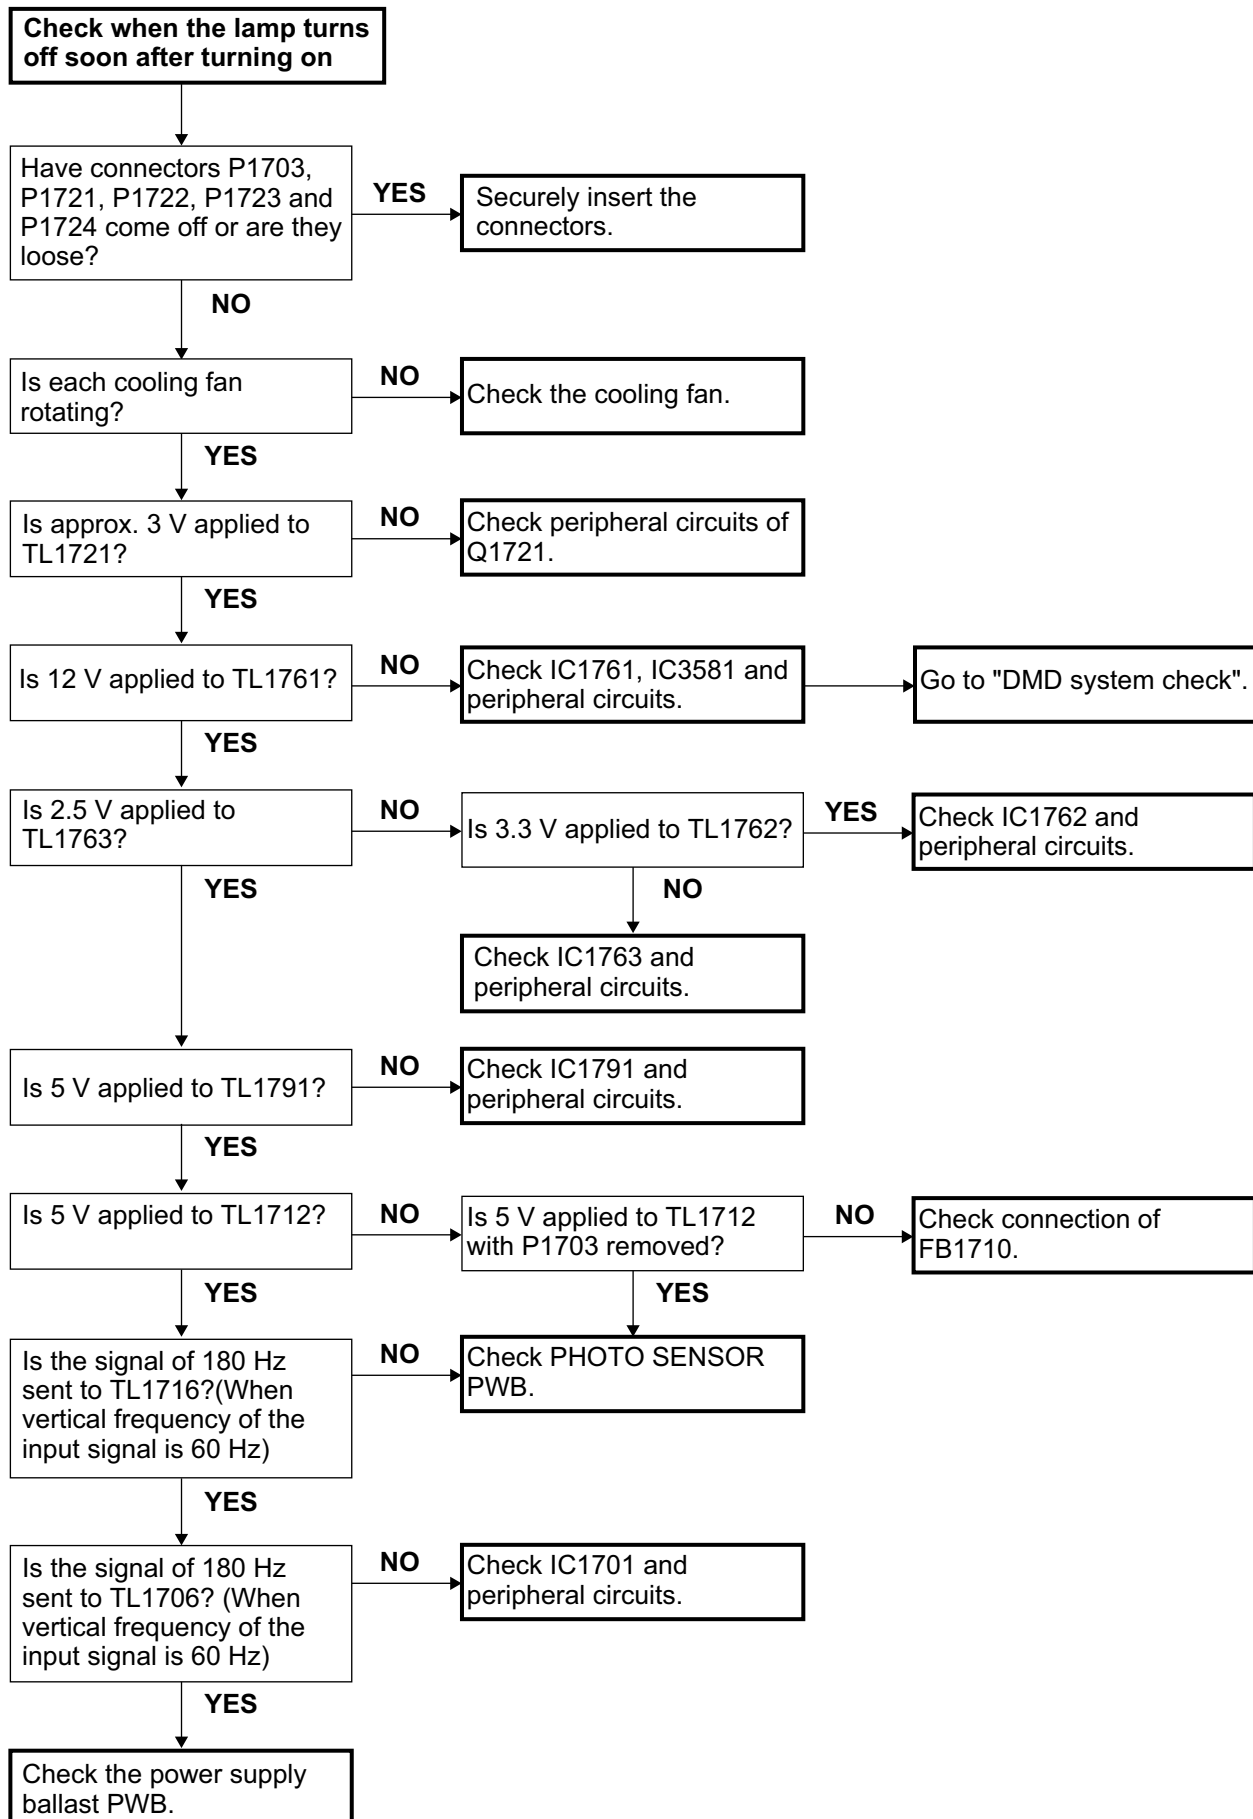 Check when the lamp turns
off soon after turning on
Have connectors P1703,
P1721, P1722, P1723 and
P1724 come off or are they
loose?
YES
Securely insert the
connectors.
NO
Is each cooling fan
rotating?
NO
Check the cooling fan.
YES
Is approx. 3 V applied to
TL1721?
NO
Check peripheral circuits of
Q1721.
YES
Is 12 V applied to TL1761?
NO
Check IC1761, IC3581 and
peripheral circuits.
Go to "DMD system check".
YES
Is 2.5 V applied to
TL1763?
NO
Is 3.3 V applied to TL1762?
YES
Check IC1762 and
peripheral circuits.
YES
NO
Check IC1763 and
peripheral circuits.
Is 5 V applied to TL1791?
NO
Check IC1791 and
peripheral circuits.
YES
Is 5 V applied to TL1712?
NO
Is 5 V applied to TL1712
with P1703 removed?
NO
Check connection of
FB1710.
YES
YES
Is the signal of 180 Hz
sent to TL1716?(When
vertical frequency of the
input signal is 60 Hz)
NO
Check PHOTO SENSOR
PWB.
YES
Is the signal of 180 Hz
sent to TL1706? (When
vertical frequency of the
input signal is 60 Hz)
NO
Check IC1701 and
peripheral circuits.
YES
Check the power supply
ballast PWB.